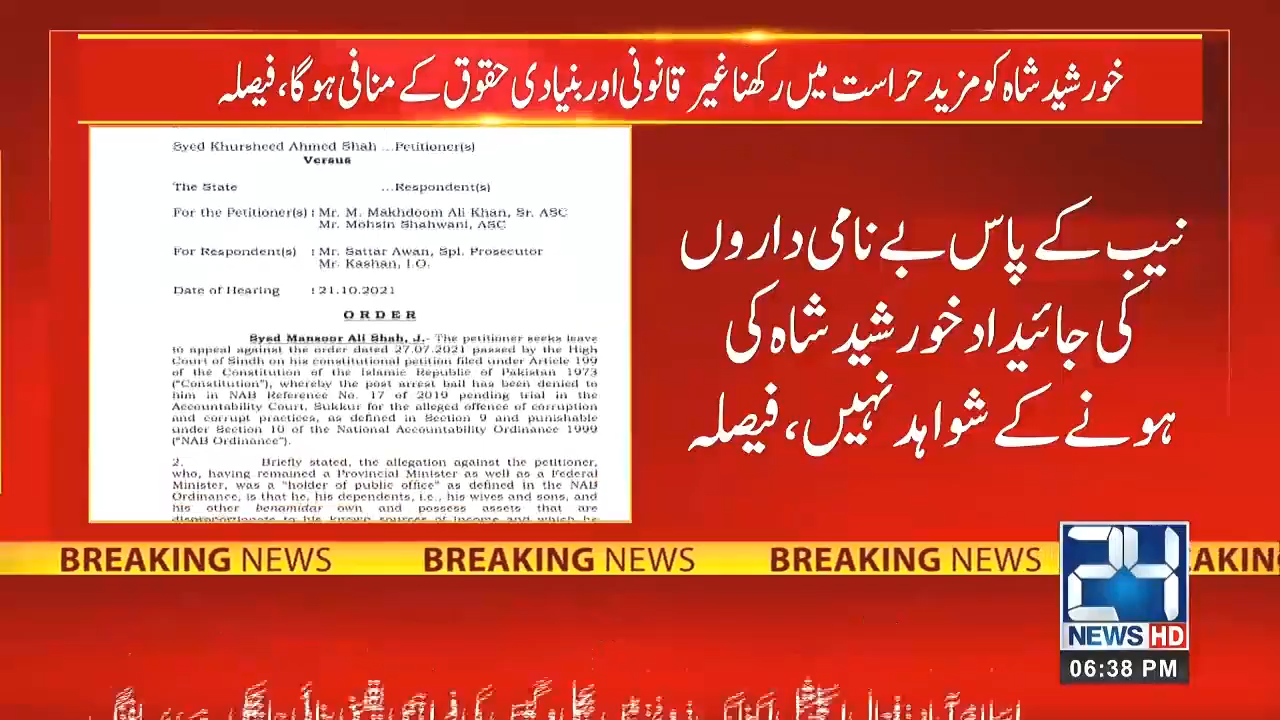 خورشید شاہ کو مزید حراست میں رکھنا غیر قانونی اور بنیادی حقوق کے منافی ہوگا، فیصلہ
Syed Khursheed Ahmed Shah ...Petitioner(s)
Versus
The State ...Respondent(s)
For the Petitioner(s) : Mr. M. Makhdoom Ali Khan, Sr. ASC
Mr. Mohsin Shahwani, ASC
For Respondent(s) : Mr. Sattar Awan, Spl. Prosecutor
Mr. Kashan, I.O.
Date of Hearing : 21.10.2021
ORDER
Syed Mansoor Ali Shah, J.- The petitioner seeks leave
to appeal against the order dated 27.07.2021 passed by the High
Court of Sindh on his constitutional petition filed under Article 199
of the Constitution of the Islamic Republic of Pakistan 1973
("Constitution"), whereby the post arrest bail has been denied to
him in NAB Reference No. 17 of 2019 pending trial in the
Accountability Court, Sukkur for the alleged offence of corruption
and corrupt practices, as defined in Section 9 and punishable
under Section 10 of the National Accountability Ordinance 1999
("NAB Ordinance").
2. Briefly stated, the allegation against the petitioner,
who, having remained a Provincial Minister as well as a Federal
Minister, was a "holder of public office" as defined in the NAB
Ordinance, is that he, his dependents, i.e., his wives and sons, and
his other benamidar own and possess assets that are
disproportionate to his known sources of income and which he
نیب کے پاس بے نامی داروں
کی جائیداد خورشید شاہ کی
ہونے کے شواہد نہیں، فیصلہ
BREAKING NEWS BREAKING NEWS BREAKING NEWS EAKIN
24
NEWS HD
06:38 PM